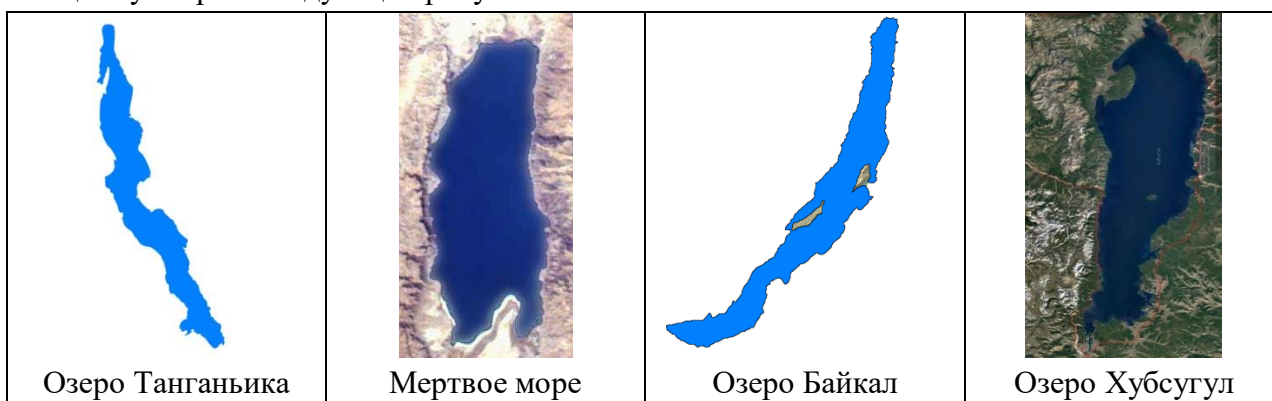 Озеро Танганьика
Мертвое море
Озеро Байкал
Озеро Хубсугул